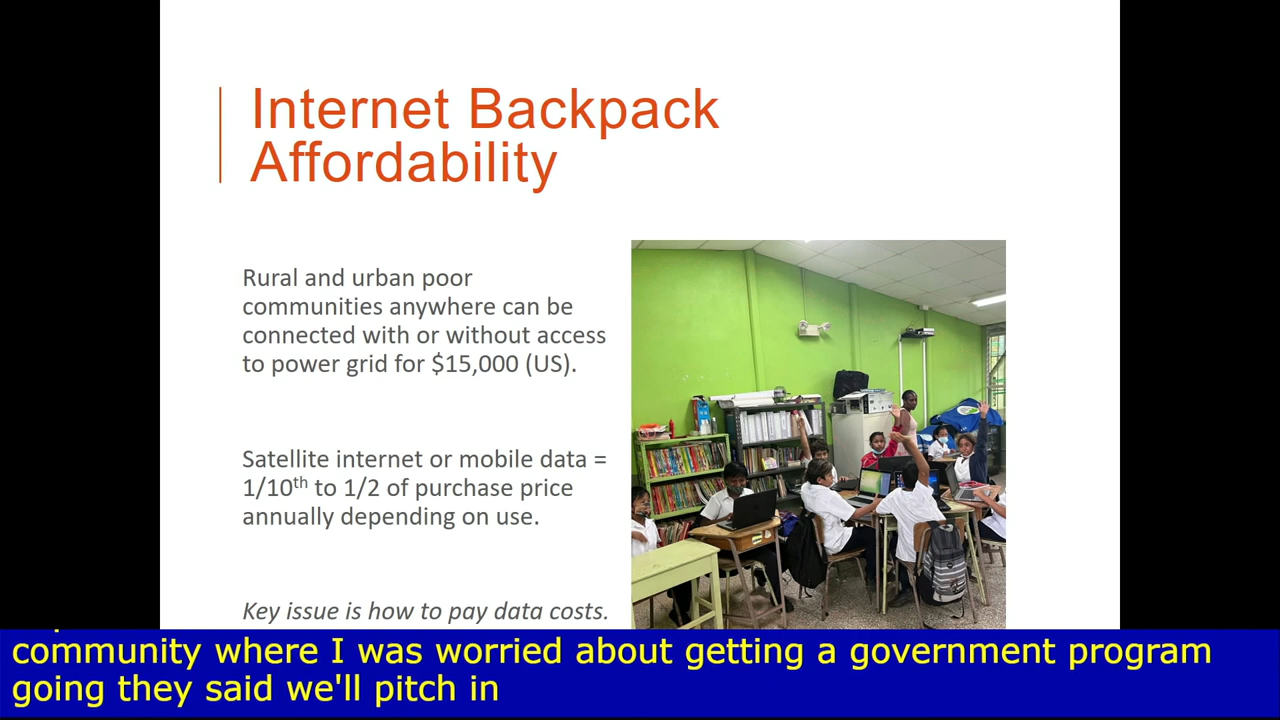 Internet Backpack
Affordability
Rural and urban poor
communities anywhere can be
connected with or without access
to power grid for $15,000 (US).
Satellite internet or mobile data =
1/10th to 1/2 of purchase price
annually depending on use.
Key issue is how to pay data costs.
community where I was worried about getting a government program
going they said we'll pitch in